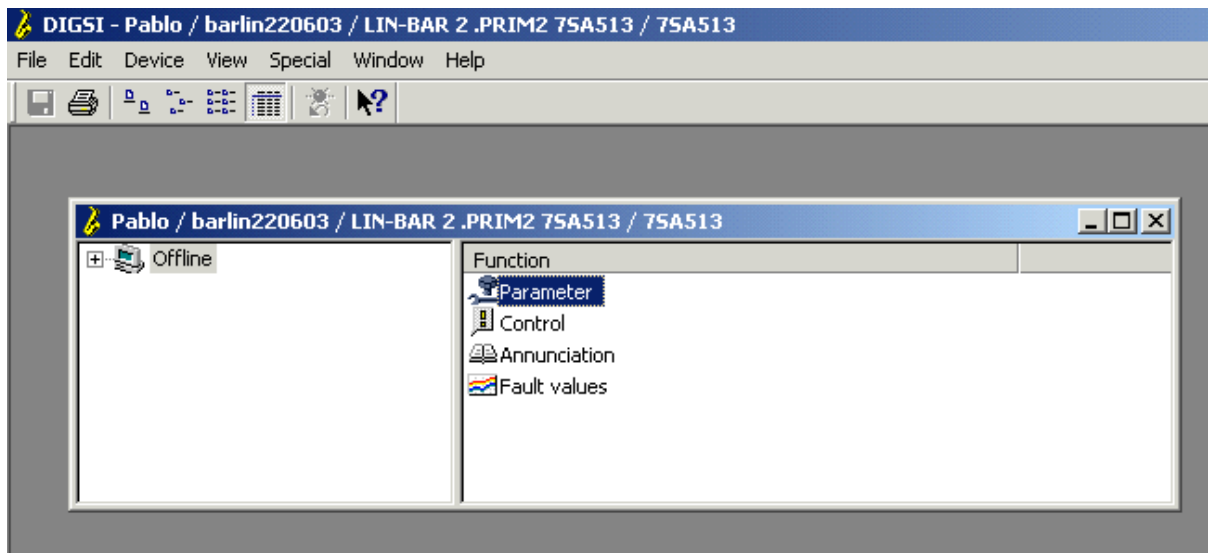 DIGSI - Pablo / barlin220603 / LIN-BAR 2 .PRIM2 7SA513 / 7SA513
File Edit Device View Special Window Help
Pablo / barlin220603 / LIN-BAR 2 .PRIM2 7SA513 / 7SA513
Offline
Function
Parameter
Control
Annunciation
Fault values